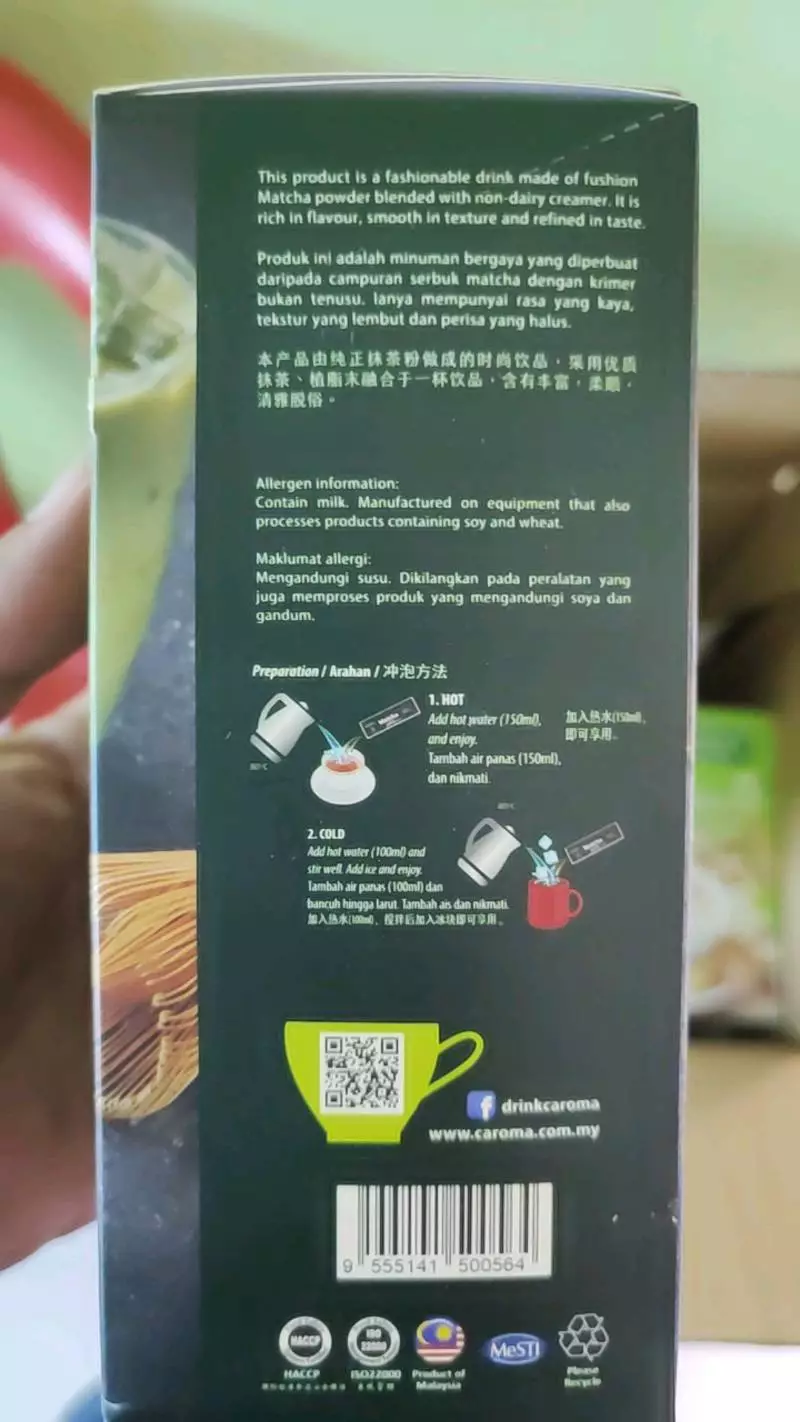 This product is a fashionable drink made of fushion
Matcha powder blended with non-dairy creamer. It is
rich in flavour, smooth in texture and refined in taste.
Produk ini adalah minuman bergaya yang diperbuat
daripada campuran serbuk matcha dengan krimer
bukan tenusu. Ianya mempunyai rasa yang kaya,
tekstur yang lembut dan perisa yang halus.
本产品由纯正抹茶粉做成的时尚饮品，采用优质
抹茶、植脂末融合于一杯饮品，含有丰富，柔顺，
清雅脱俗。
Allergen information:
Contain milk. Manufactured on equipment that also
processes products containing soy and wheat.
Maklumat allergi:
Mengandungi susu. Dikilangkan pada peralatan yang
juga memproses produk yang mengandungi soya dan
gandum.
Preparation / Arahan / 冲泡方法
1. HOT
Add hot water (150ml),
and enjoy.
Tambah air panas (150ml),
dan nikmati.
加入热水(150ml),
即可享用。
80°C
Matcha
80°C
2. COLD
Add hot water (100ml) and
stir well. Add ice and enjoy.
Tambah air panas (100ml) dan
bancuh hingga larut. Tambah ais dan nikmati.
加入热水(100ml)、搅拌后加入冰块即可享用。
Matcha
f drinkcaroma
www.caroma.com.my
9 555141 500564
HACCP
HACCP
ISO 22000
ISO22000
Product of
Malaysia
MeSTI
Please
Recycle